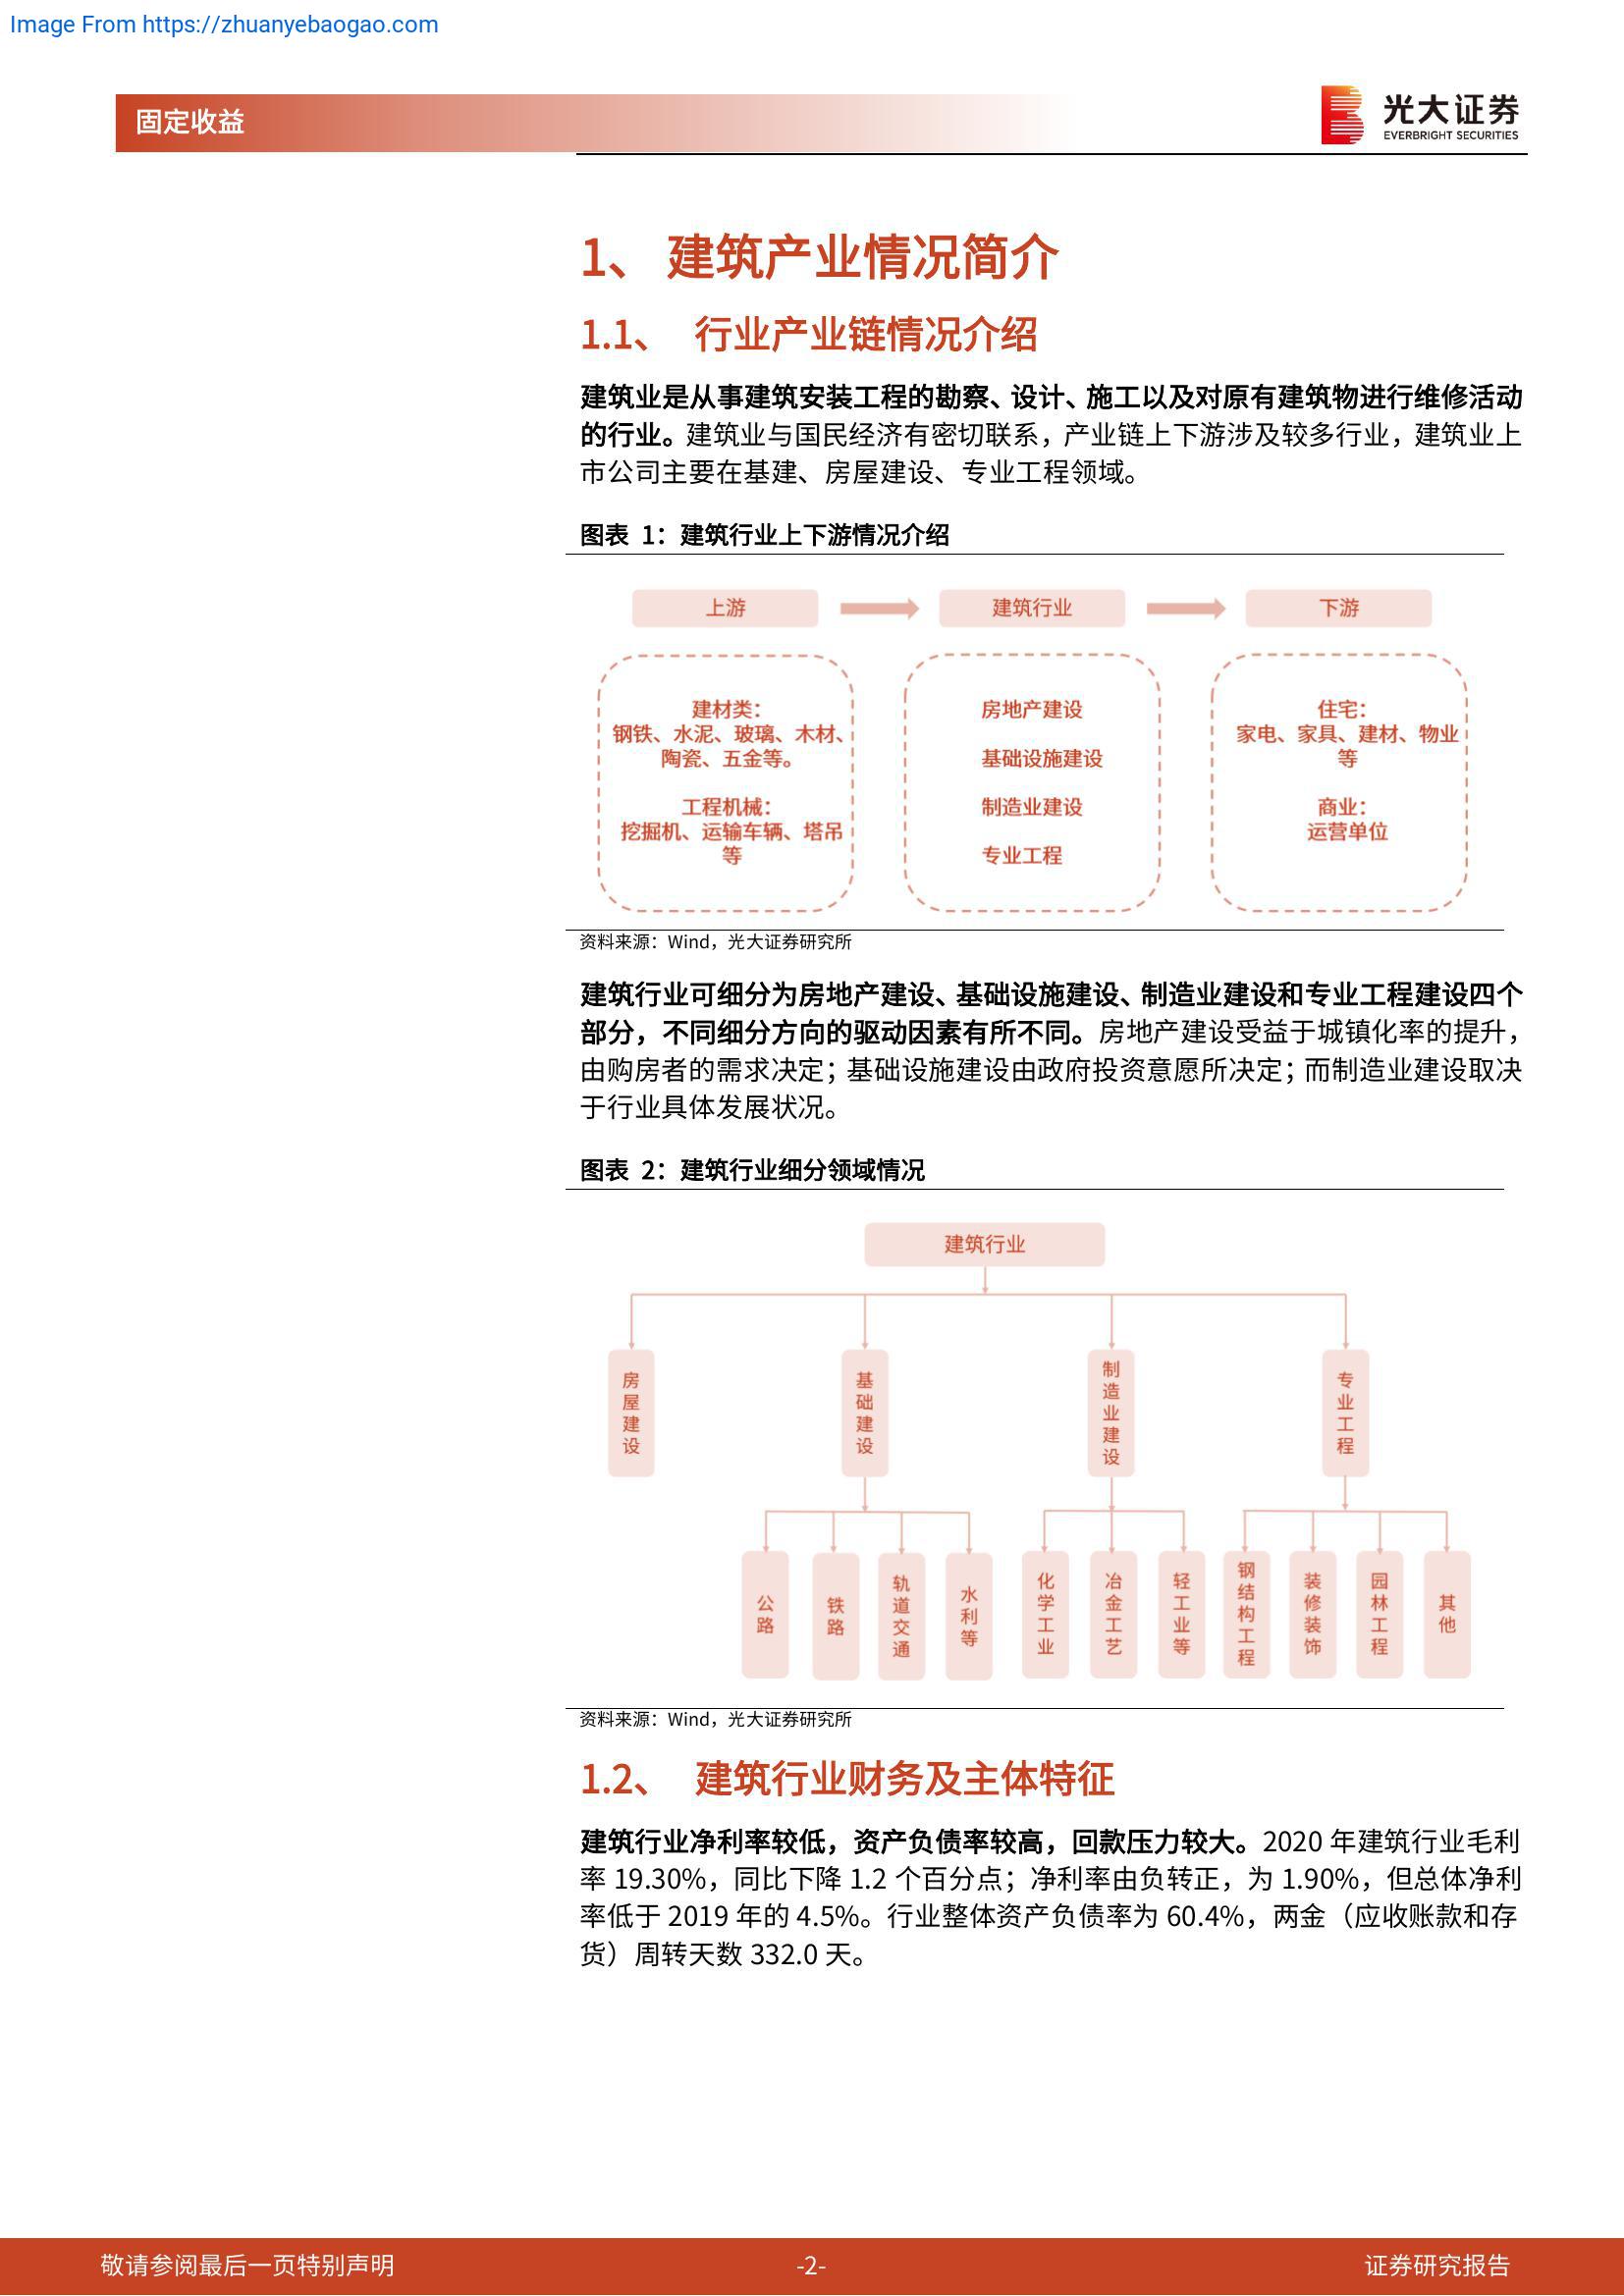 Image From https://zhuanyebaogao.com
固定收益
光大证券
EVERBRIGHT SECURITIES
1、 建筑产业情况简介
1.1、 行业产业链情况介绍
建筑业是从事建筑安装工程的勘察、设计、施工以及对原有建筑物进行维修活动
的行业。建筑业与国民经济有密切联系，产业链上下游涉及较多行业，建筑业上
市公司主要在基建、房屋建设、专业工程领域。
图表 1：建筑行业上下游情况介绍
上游
建筑行业
下游
建材类：
钢铁、水泥、玻璃、木材、
陶瓷、五金等。
工程机械：
挖掘机、运输车辆、塔吊
等
房地产建设
基础设施建设
制造业建设
专业工程
住宅：
家电、家具、建材、物业
等
商业：
运营单位
资料来源：Wind，光大证券研究所
建筑行业可细分为房地产建设、基础设施建设、制造业建设和专业工程建设四个
部分，不同细分方向的驱动因素有所不同。房地产建设受益于城镇化率的提升，
由购房者的需求决定；基础设施建设由政府投资意愿所决定；而制造业建设取决
于行业具体发展状况。
图表 2：建筑行业细分领域情况
建筑行业
房屋建设
基础建设
制造业建设
专业工程
公路
铁路
轨道交通
水利等
化学工业
冶金工艺
轻工业等
钢结构工程
装修装饰
园林工程
其他
资料来源：Wind，光大证券研究所
1.2、 建筑行业财务及主体特征
建筑行业净利率较低，资产负债率较高，回款压力较大。2020 年建筑行业毛利
率 19.30%，同比下降 1.2 个百分点；净利率由负转正，为 1.90%，但总体净利
率低于 2019 年的 4.5%。行业整体资产负债率为 60.4%，两金（应收账款和存
货）周转天数 332.0 天。
敬请参阅最后一页特别声明
-2-
证券研究报告